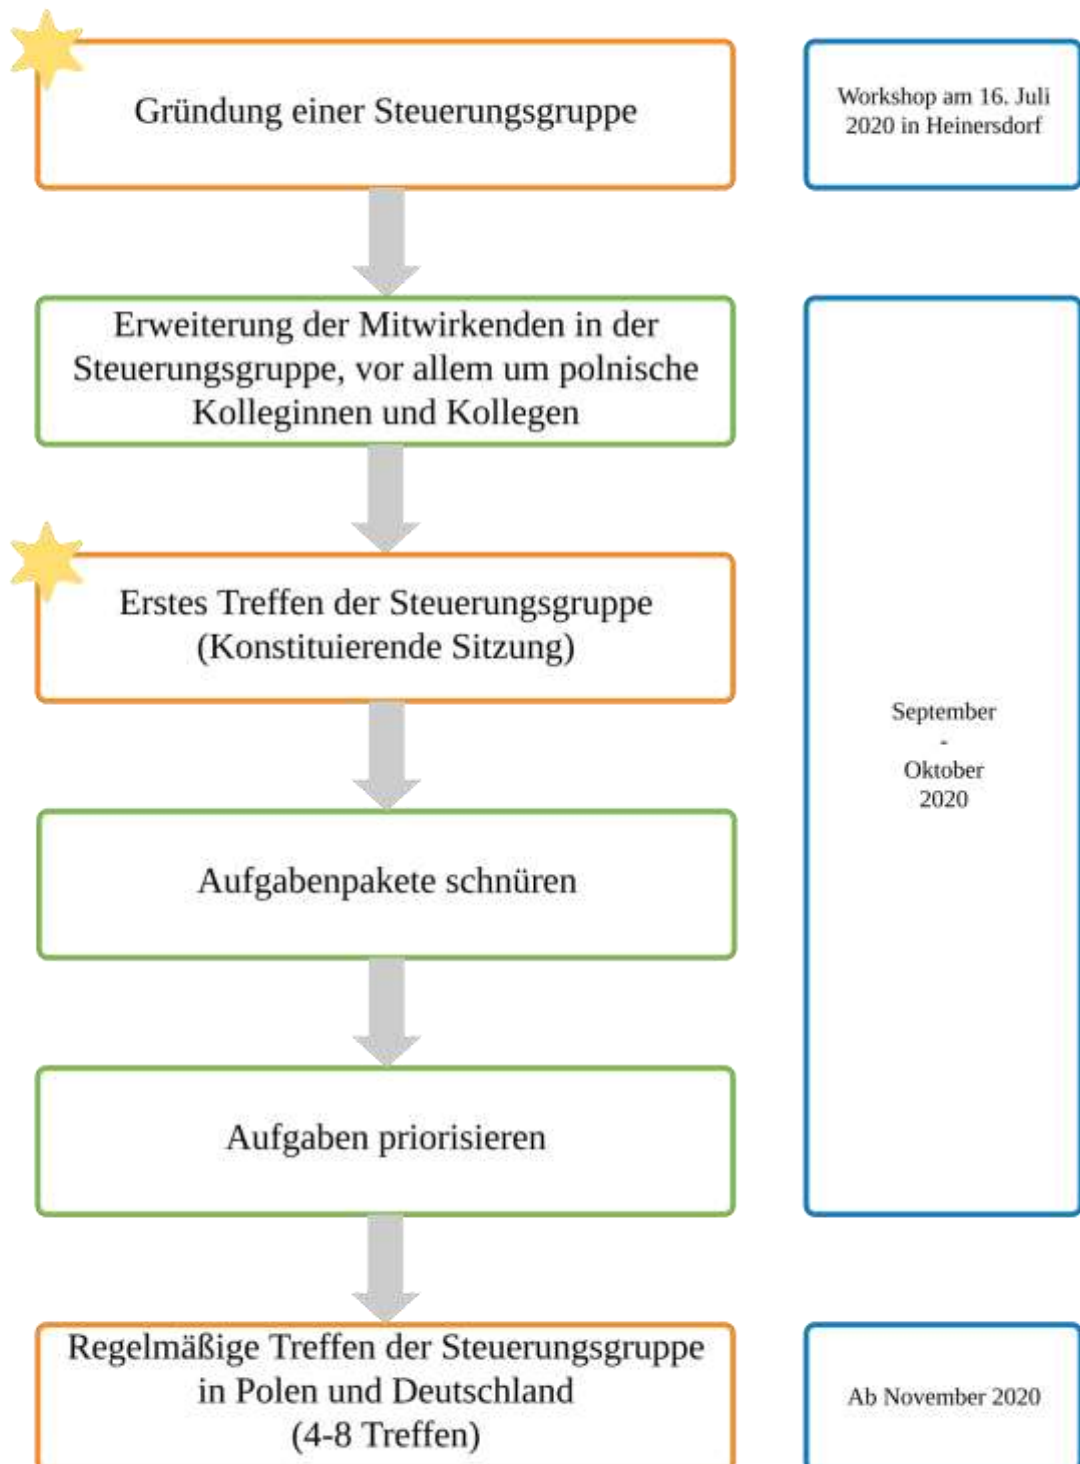 Gründung einer Steuerungsgruppe
Workshop am 16. Juli
2020 in Heinersdorf
Erweiterung der Mitwirkenden in der
Steuerungsgruppe, vor allem um polnische
Kolleginnen und Kollegen
Erstes Treffen der Steuerungsgruppe
(Konstituierende Sitzung)
Aufgabenpakete schnüren
Aufgaben priorisieren
September
-
Oktober
2020
Regelmäßige Treffen der Steuerungsgruppe
in Polen und Deutschland
(4-8 Treffen)
Ab November 2020